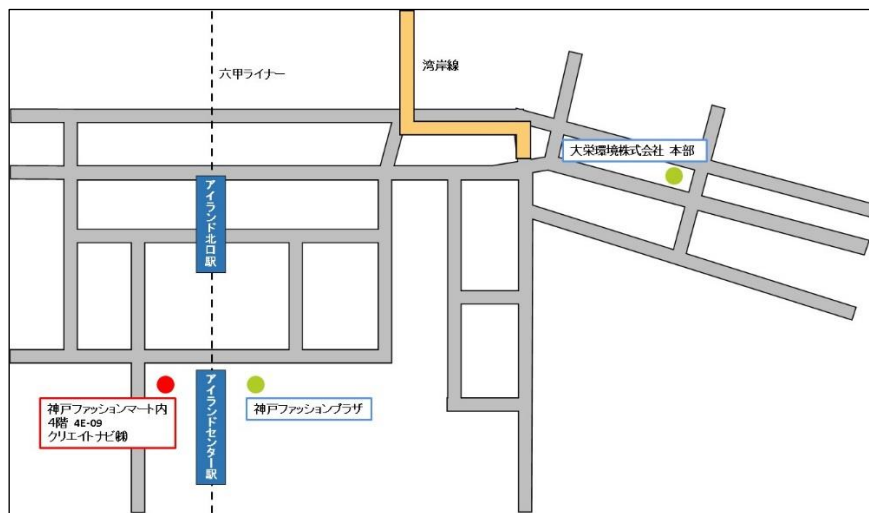 六甲ライナー
湾岸線
大栄環境株式会社 本部
アイランド北口駅
神戸ファッションマート内
4階 4E-09
クリエイトナビ㈱
アイランドセンター駅
神戸ファッションプラザ